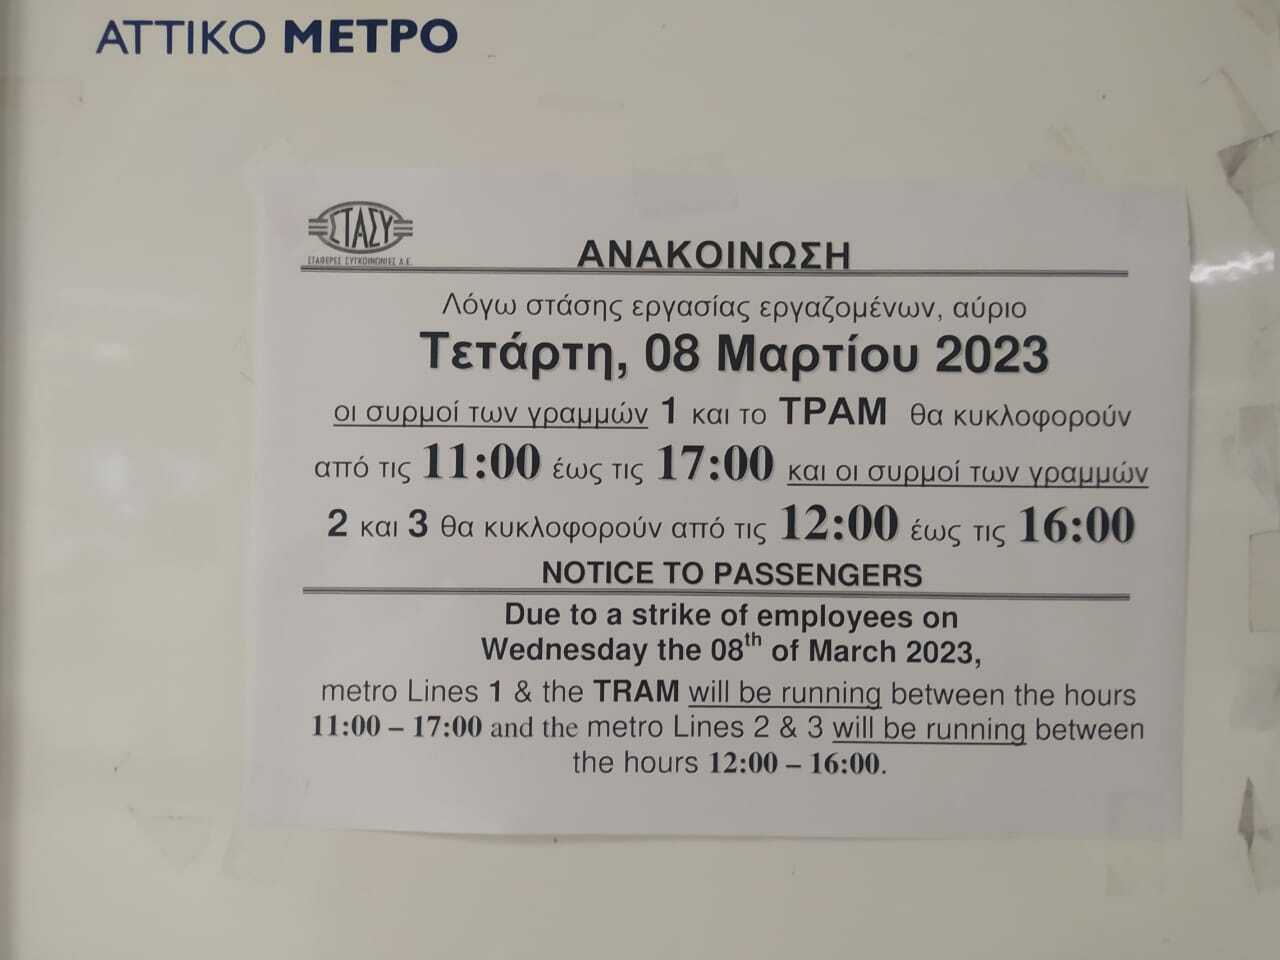 ΑΤΤΙΚΟ ΜΕΤΡΟ
ΣΤΑΣΥ
ΣΤΑΘΕΡΕΣ ΣΥΓΚΟΙΝΩΝΙΕΣ Α.Ε.
ΑΝΑΚΟΙΝΩΣΗ
Λόγω στάσης εργασίας εργαζομένων, αύριο
Τετάρτη, 08 Μαρτίου 2023
οι συρμοί των γραμμών 1 και το ΤΡΑΜ θα κυκλοφορούν
από τις 11:00 έως τις 17:00 και οι συρμοί των γραμμών
2 και 3 θα κυκλοφορούν από τις 12:00 έως τις 16:00
NOTICE TO PASSENGERS
Due to a strike of employees on
Wednesday the 08th of March 2023,
metro Lines 1 & the TRAM will be running between the hours
11:00 – 17:00 and the metro Lines 2 & 3 will be running between
the hours 12:00 – 16:00.